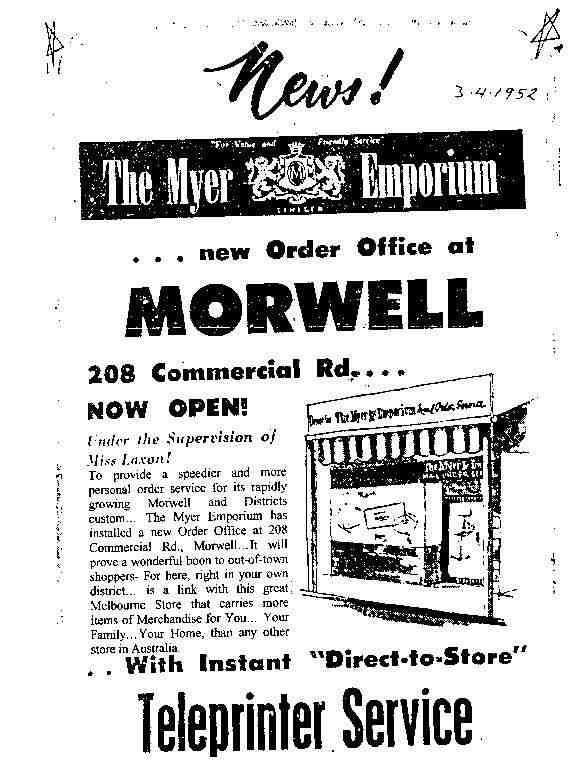 News!
3·4·1952
"For Value and Friendly Service"
The Myer Emporium
LIMITED
. . . new Order Office at
MORWELL
208 Commercial Rd. . . .
NOW OPEN!
Under the Supervision of
Miss Laxon!
To provide a speedier and more
personal order service for its rapidly
growing Morwell and Districts
custom... The Myer Emporium has
installed a new Order Office at 208
Commercial Rd., Morwell...It will
prove a wonderful boon to out-of-town
shoppers- For here, right in your own
district... is a link with this great
Melbourne Store that carries more
items of Merchandise for You... Your
Family...Your Home, than any other
store in Australia.
The Myer Emporium
The Myer
. . With Instant "Direct-to-Store"
Teleprinter Service